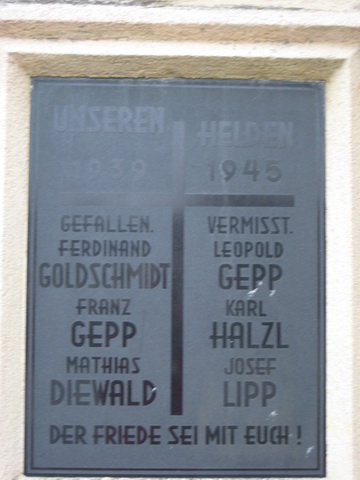 UNSEREN HELDEN
1939 1945
GEFALLEN.
FERDINAND
GOLDSCHMIDT
FRANZ
GEPP
MATHIAS
DIEWALD
VERMISST.
LEOPOLD
GEPP
KARL
HALZL
JOSEF
LIPP
DER FRIEDE SEI MIT EUCH!